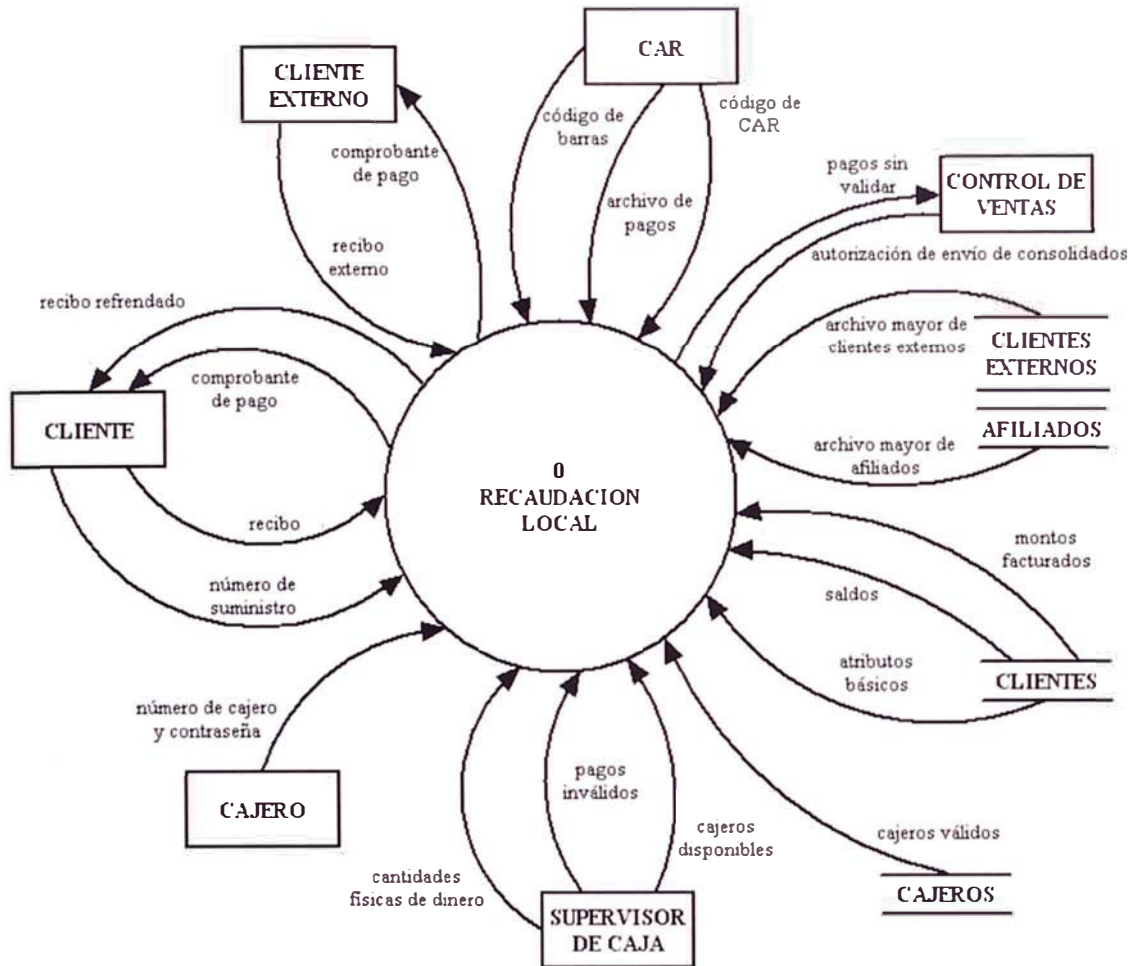 CAR
CLIENTE
EXTERNO
código de
CAR
código de
barras
comprobante
de pago
pagos sin
validar
CONTROL DE
VENTAS
archivo de
pagos
recibo
externo
autorización de envío de consolidados
recibo refrendado
archivo mayor de
clientes externos
CLIENTES
EXTERNOS
comprobante
de pago
CLIENTE
AFILIADOS
archivo mayor de
afiliados
0
RECAUDACION
LOCAL
recibo
montos
facturados
número de
suministro
saldos
atributos
básicos
CLIENTES
número de cajero
y contraseña
pagos
inválidos
CAJERO
cajeros
disponibles
cajeros válidos
cantidades
físicas de dinero
CAJEROS
SUPERVISOR
DE CAJA